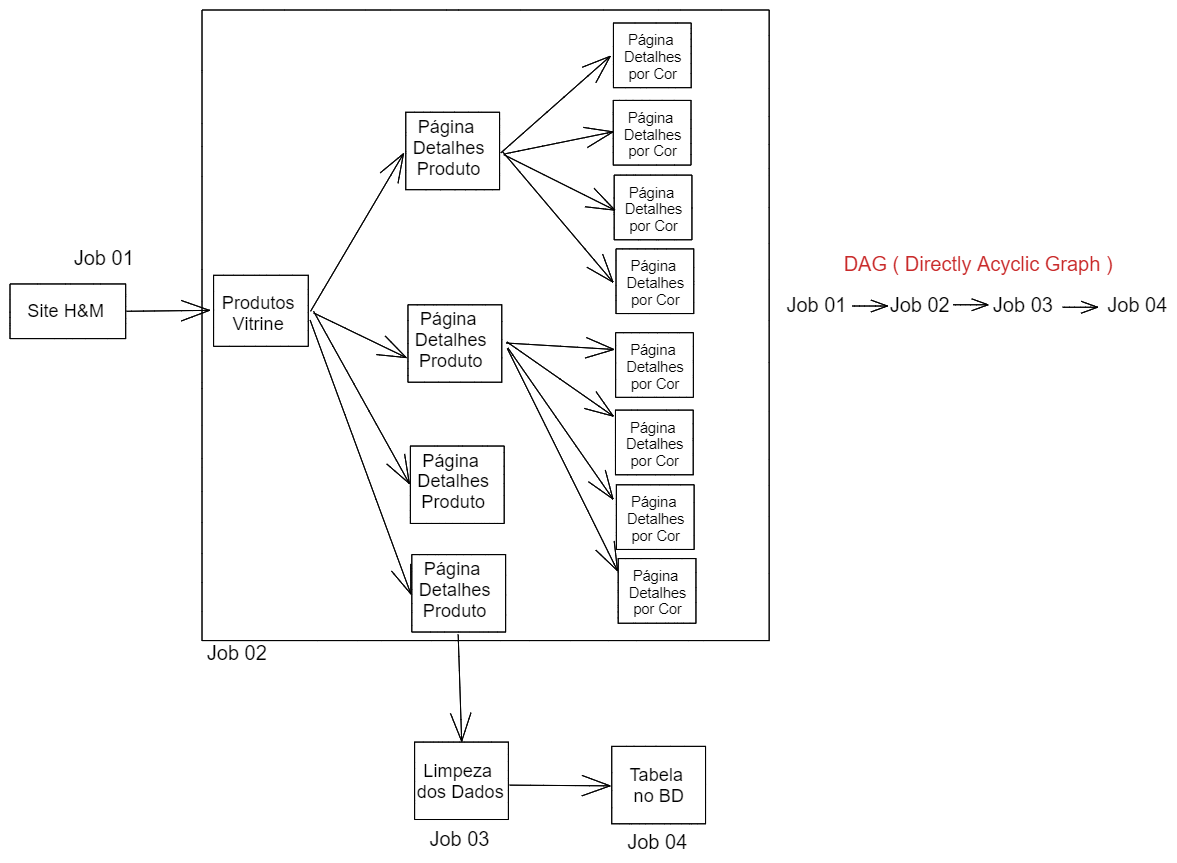 Job 01
Site H&M
Produtos
Vitrine
Página
Detalhes
Produto
Página
Detalhes
Produto
Página
Detalhes
Produto
Página
Detalhes
Produto
Página
Detalhes
por Cor
Página
Detalhes
por Cor
Página
Detalhes
por Cor
Página
Detalhes
por Cor
Página
Detalhes
por Cor
Página
Detalhes
por Cor
Página
Detalhes
por Cor
Página
Detalhes
por Cor
Job 02
DAG ( Directly Acyclic Graph )
Job 01 Job 02 Job 03 Job 04
Limpeza
dos Dados
Job 03
Tabela
no BD
Job 04